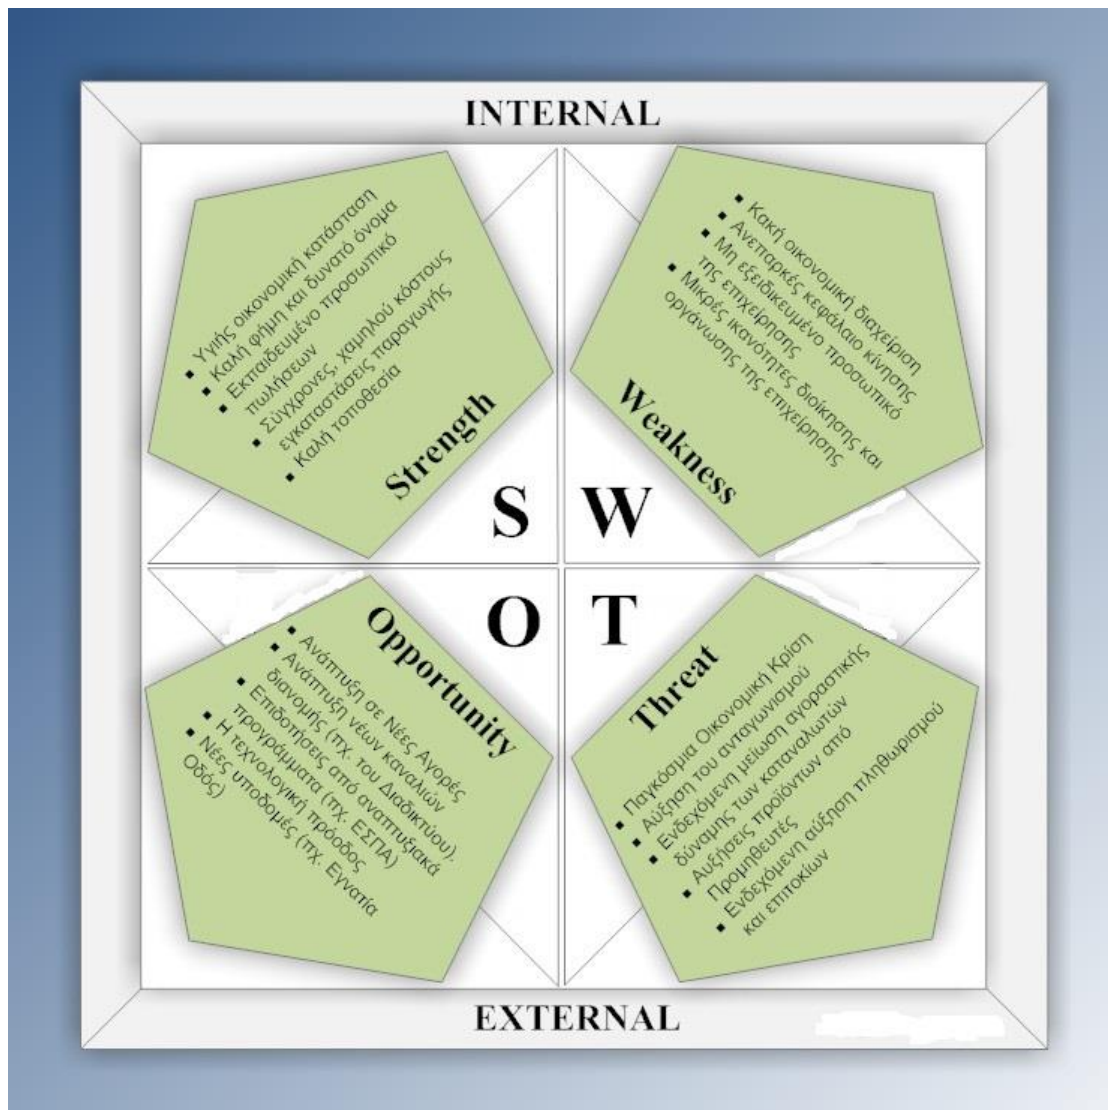 INTERNAL
▪ Υγιής οικονομική κατάσταση
▪ Καλή φήμη και δυνατό όνομα
▪ Εκπαιδευμένο προσωπικό
πωλήσεων
▪ Σύγχρονες, χαμηλού κόστους
εγκαταστάσεις παραγωγής
▪ Καλή τοποθεσία
Strength
S
▪ Κακή οικονομική διαχείριση
▪ Ανεπαρκές κεφάλαιο κίνησης
▪ Μη εξειδικευμένο προσωπικό
της επιχείρησης
▪ Μικρές ικανότητες διοίκησης και
οργάνωσης της επιχείρησης
Weakness
W
O
Opportunity
▪ Ανάπτυξη σε Νέες Αγορές
▪ Ανάπτυξη νέων καναλιών
διανομής (πχ. του Διαδικτύου).
▪ Επιδοτήσεις από αναπτυξιακά
προγράμματα (πχ. ΕΣΠΑ)
▪ Η τεχνολογική πρόοδος
▪ Νέες υποδομές (πχ. Εγνατία
Οδός)
T
Threat
▪ Παγκόσμια Οικονομική Κρίση
▪ Αύξηση του ανταγωνισμού
▪ Ενδεχόμενη μείωση αγοραστικής
δύναμης των καταναλωτών
▪ Αυξήσεις προϊόντων από
Προμηθευτές
▪ Ενδεχόμενη αύξηση πληθωρισμού
και επιτοκίων
EXTERNAL